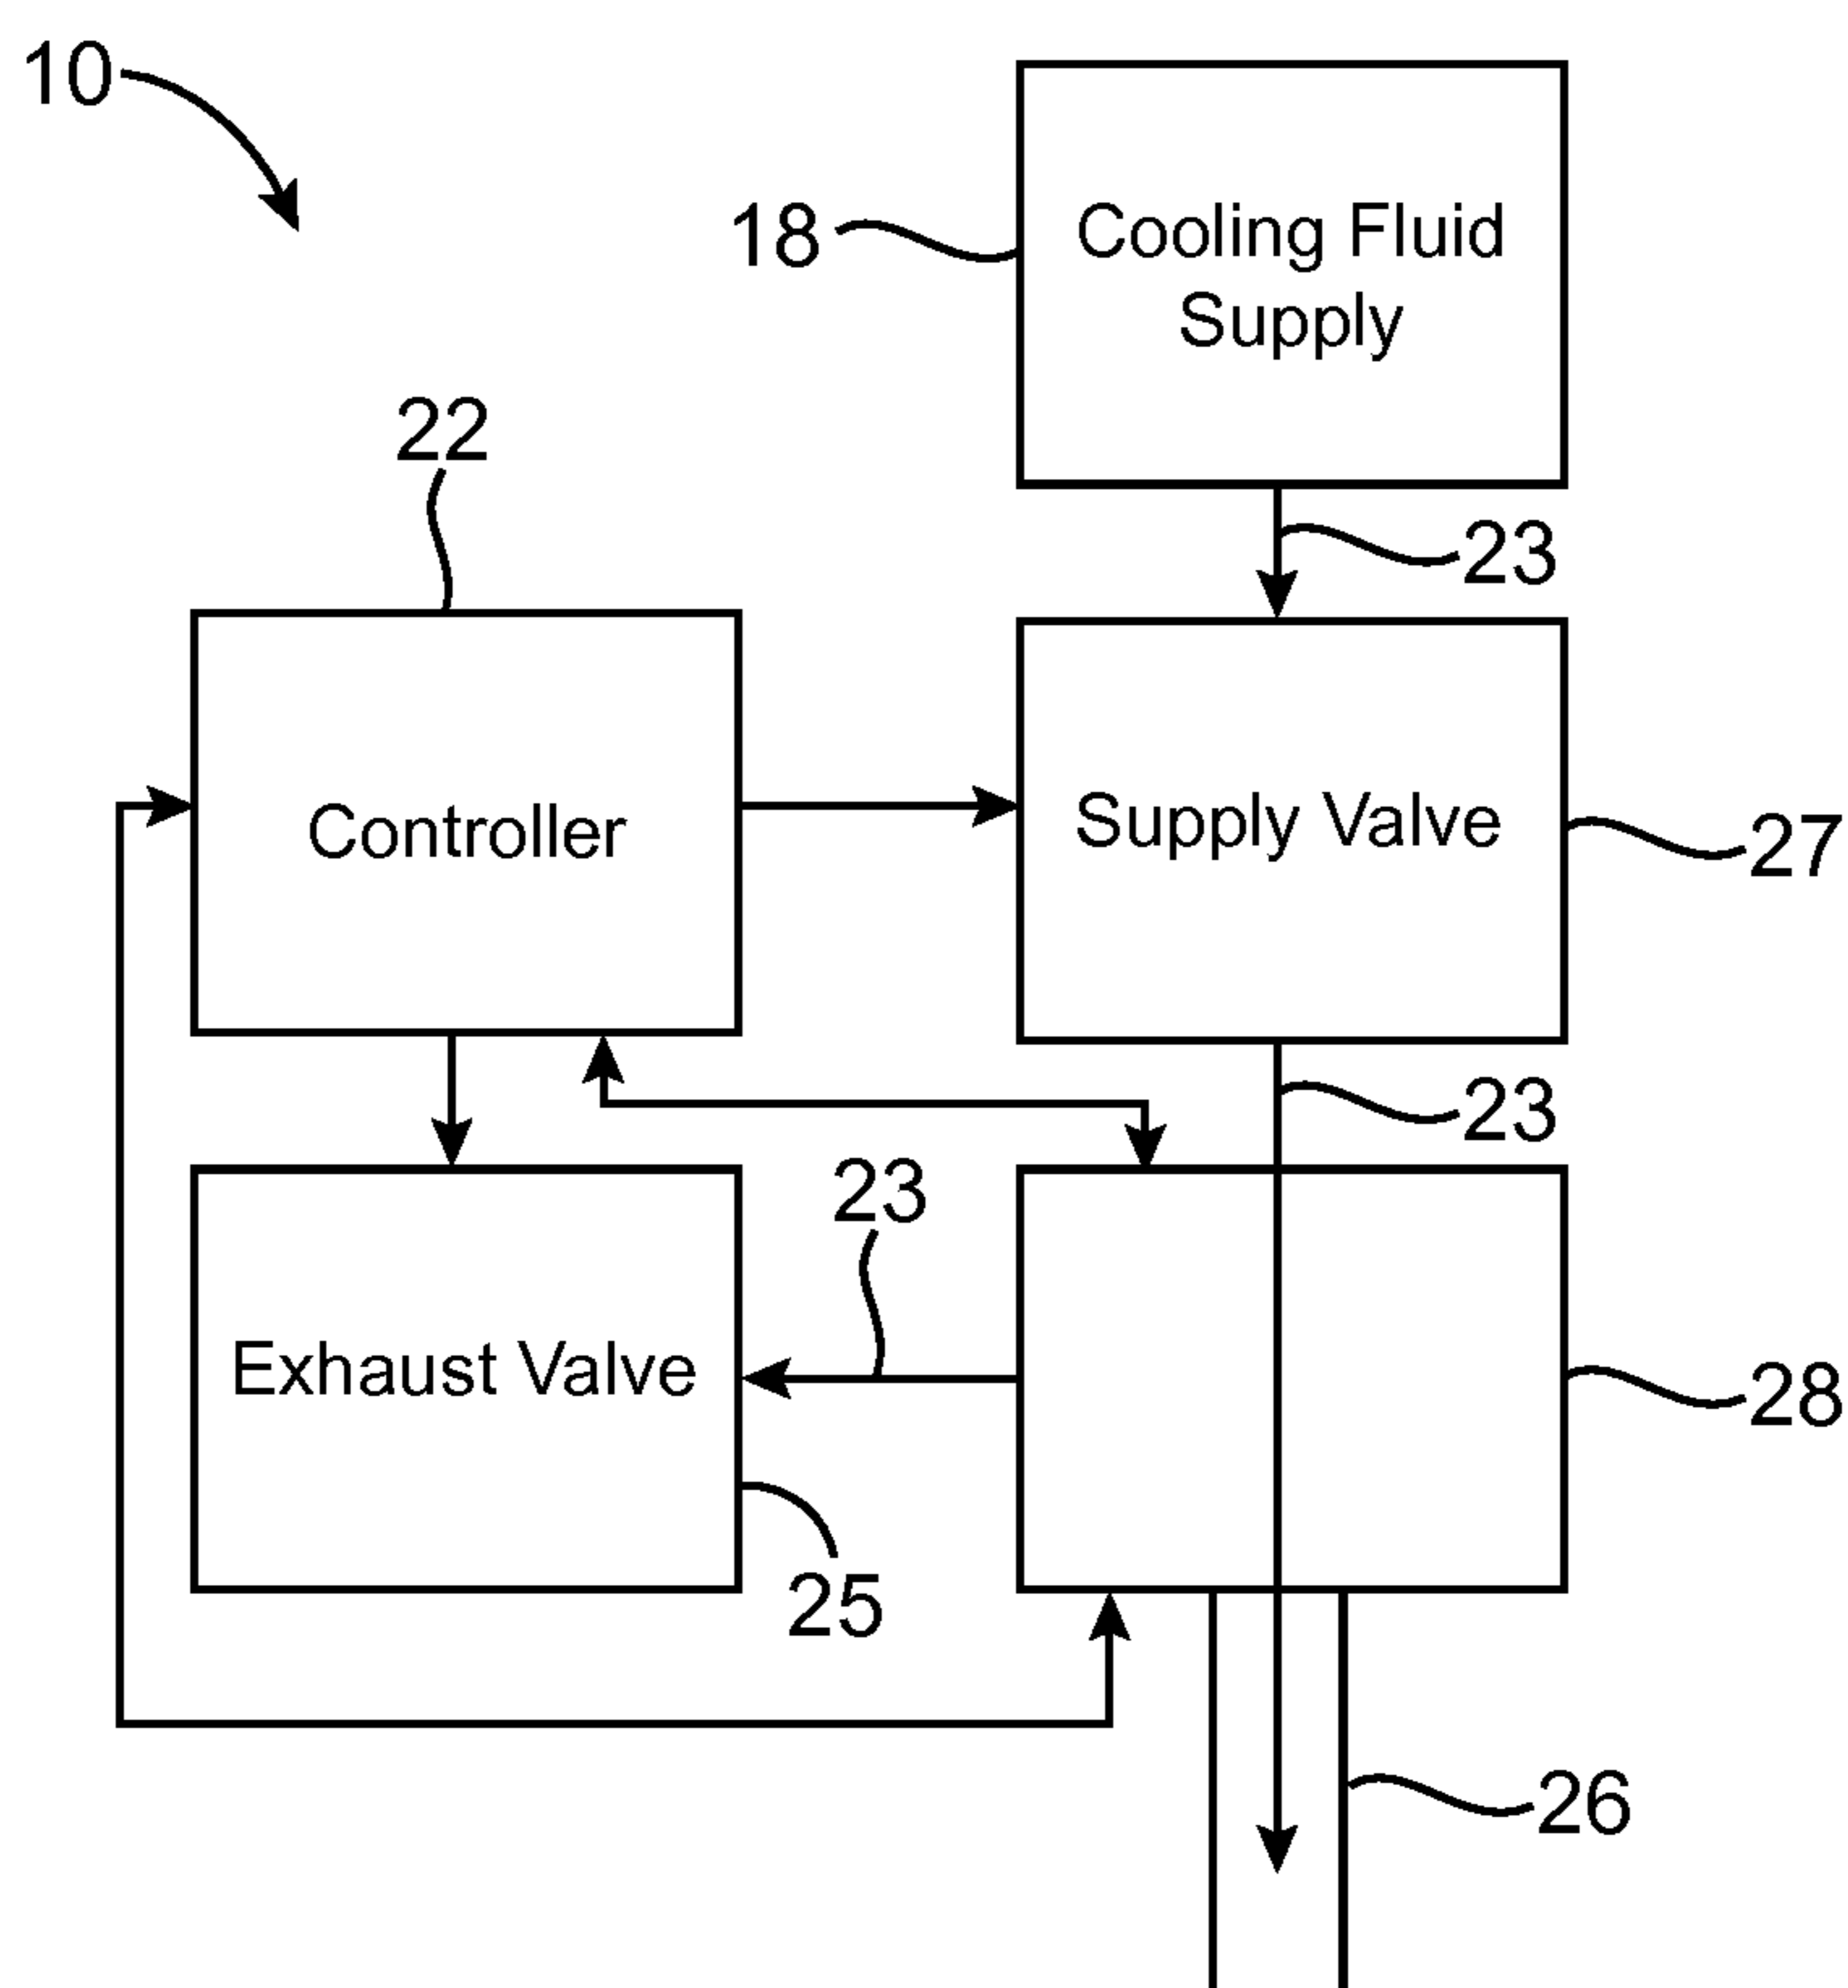 10
18
Cooling Fluid
Supply
22
23
Controller
Supply Valve
27
23
23
Exhaust Valve
28
25
26